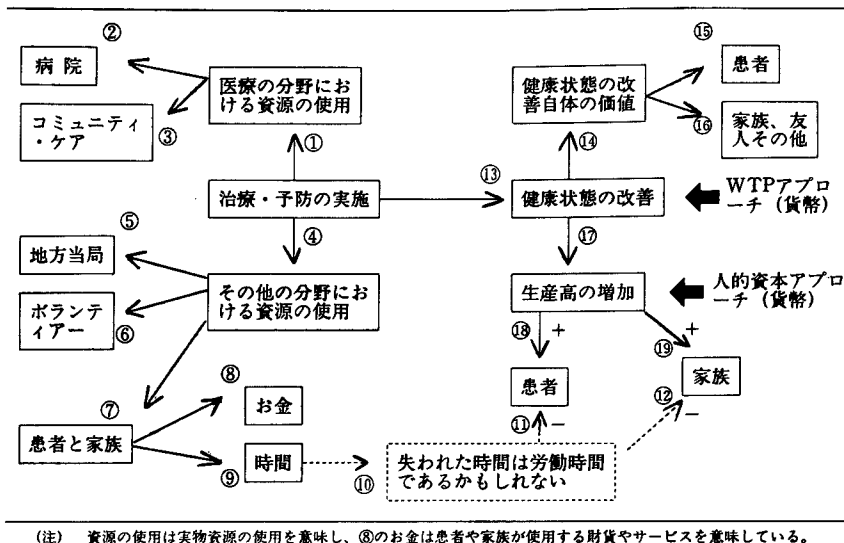 ②
病 院
医療の分野にお
ける資源の使用
コミュニティ
・ケア
③
①
⑮
患者
健康状態の改
善自体の価値
⑯
家族、友
人その他
⑭
治療・予防の実施
⑬
健康状態の改善
WTPアプロ
ーチ（貨幣）
④
⑰
⑤
地方当局
その他の分野にお
ける資源の使用
ボランテ
ィアー
⑥
生産高の増加
人的資本アプロ
ーチ（貨幣）
⑱
+
+
⑲
患者
家族
⑦
患者と家族
⑧
お金
⑨
時間
⑩
⑪
−
⑫
−
失われた時間は労働時間
であるかもしれない
（注） 資源の使用は実物資源の使用を意味し、⑧のお金は患者や家族が使用する財貨やサービスを意味している。